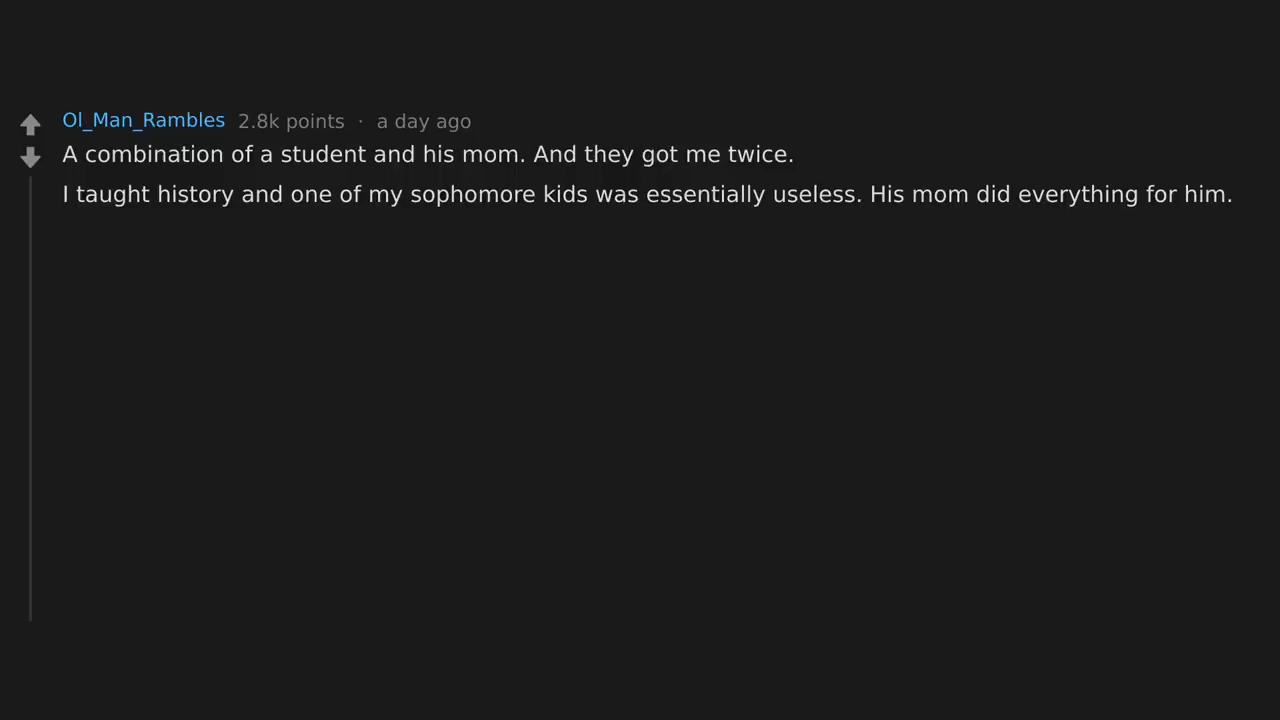 Ol_Man_Rambles 2.8k points · a day ago
A combination of a student and his mom. And they got me twice.
I taught history and one of my sophomore kids was essentially useless. His mom did everything for him.